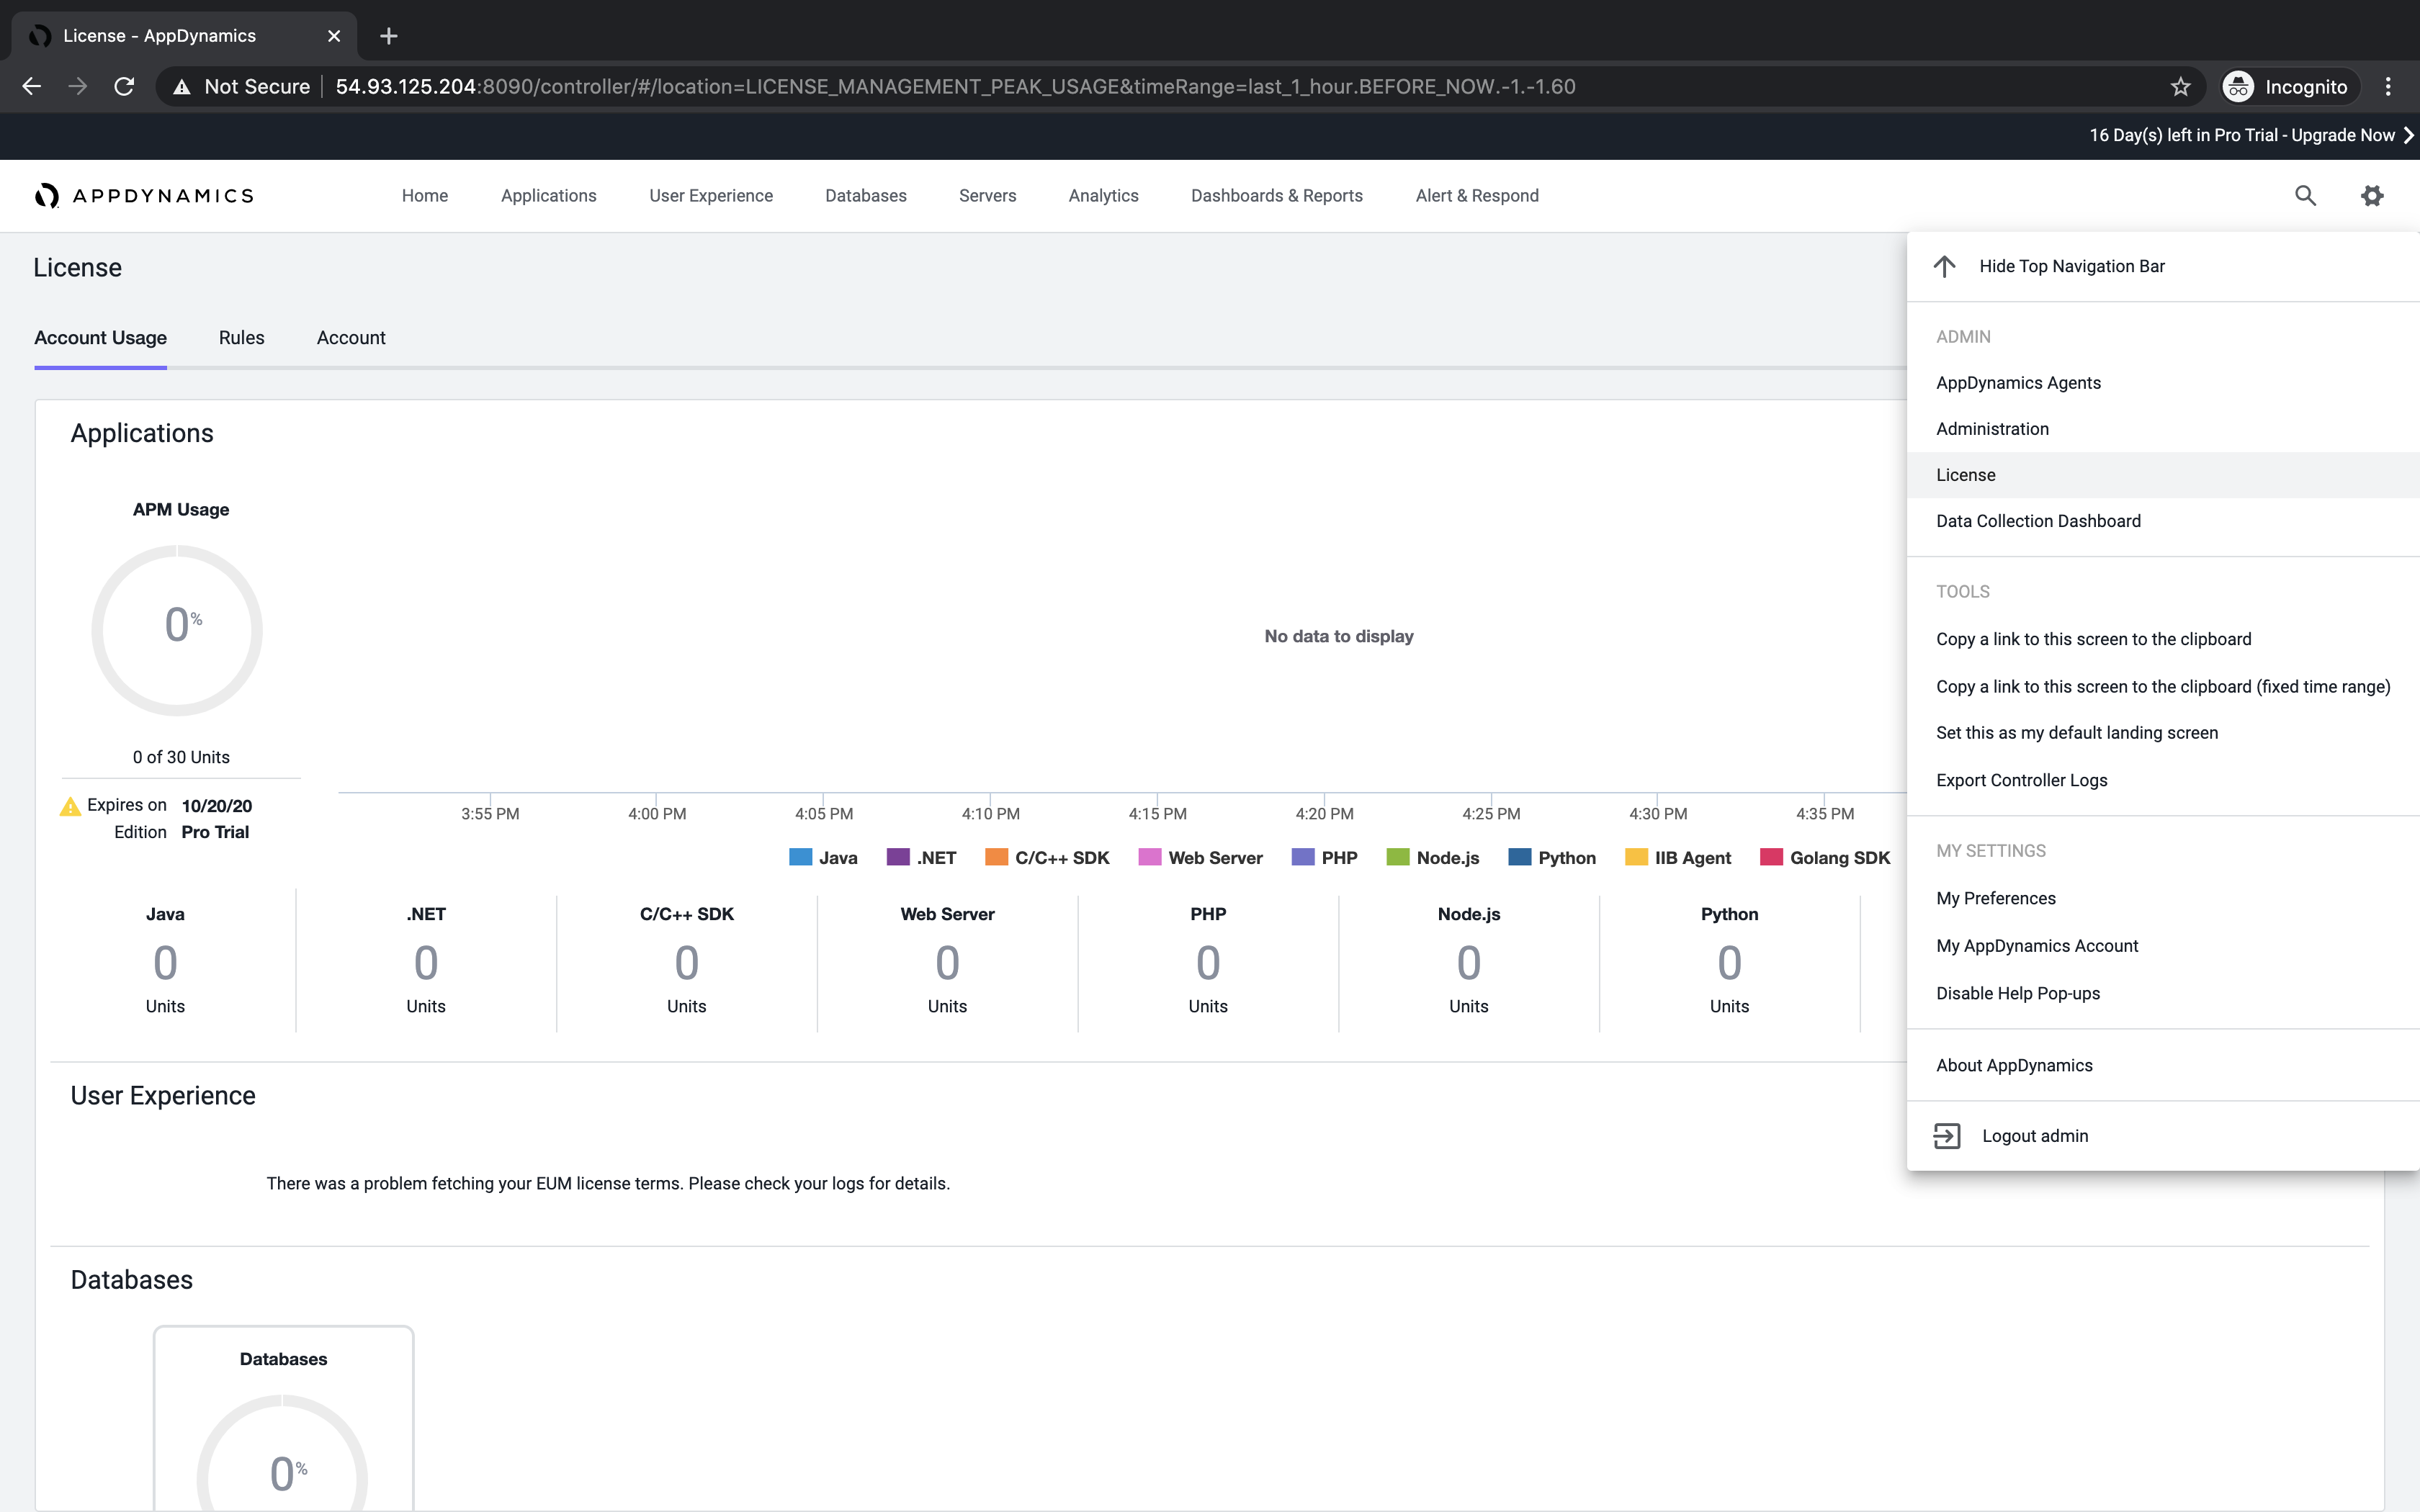 License - AppDynamics
Not Secure 54.93.125.204:8090/controller/#/location=LICENSE_MANAGEMENT_PEAK_USAGE&timeRange=last_1_hour.BEFORE_NOW.-1.-1.60 Incognito
16 Day(s) left in Pro Trial - Upgrade Now
APPDYNAMICS Home Applications User Experience Databases Servers Analytics Dashboards & Reports Alert & Respond
License
Account Usage Rules Account
Applications
APM Usage
0%
0 of 30 Units
Expires on 10/20/20
Edition Pro Trial
No data to display
3:55 PM 4:00 PM 4:05 PM 4:10 PM 4:15 PM 4:20 PM 4:25 PM 4:30 PM 4:35 PM
Java .NET C/C++ SDK Web Server PHP Node.js Python IIB Agent Golang SDK
Java .NET C/C++ SDK Web Server PHP Node.js Python
0 0 0 0 0 0 0
Units Units Units Units Units Units Units
User Experience
There was a problem fetching your EUM license terms. Please check your logs for details.
Databases
Databases
0%
Hide Top Navigation Bar
ADMIN
AppDynamics Agents
Administration
License
Data Collection Dashboard
TOOLS
Copy a link to this screen to the clipboard
Copy a link to this screen to the clipboard (fixed time range)
Set this as my default landing screen
Export Controller Logs
MY SETTINGS
My Preferences
My AppDynamics Account
Disable Help Pop-ups
About AppDynamics
Logout admin